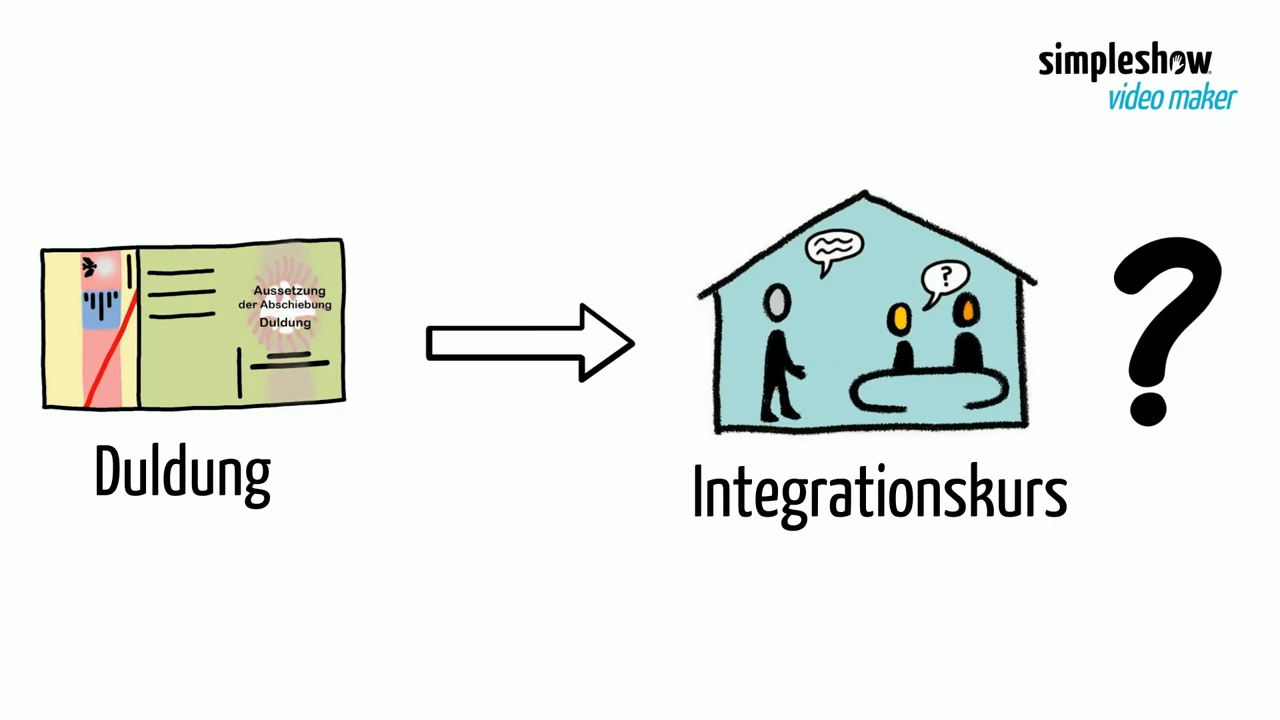 simpleshow
video maker
Aussetzung
der Abschiebung
Duldung
?
?
Duldung
Integrationskurs